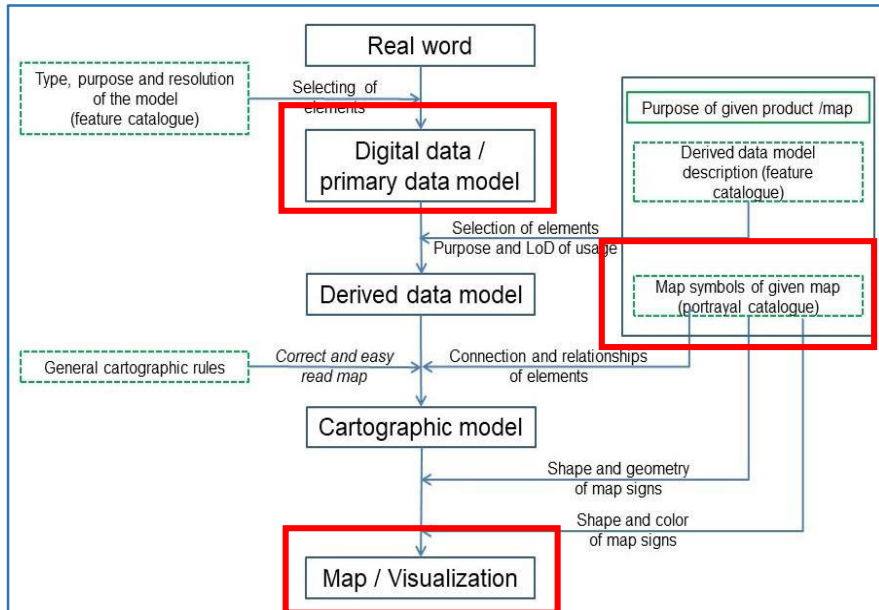 Real word
Type, purpose and resolution
of the model
(feature catalogue)
Selecting of
elements
Purpose of given product /map
Digital data /
primary data model
Derived data model
description (feature
catalogue)
Selection of elements
Purpose and LoD of usage
Map symbols of given map
(portrayal catalogue)
Derived data model
General cartographic rules
Correct and easy
read map
Connection and relationships
of elements
Cartographic model
Shape and geometry
of map signs
Shape and color
of map signs
Map / Visualization